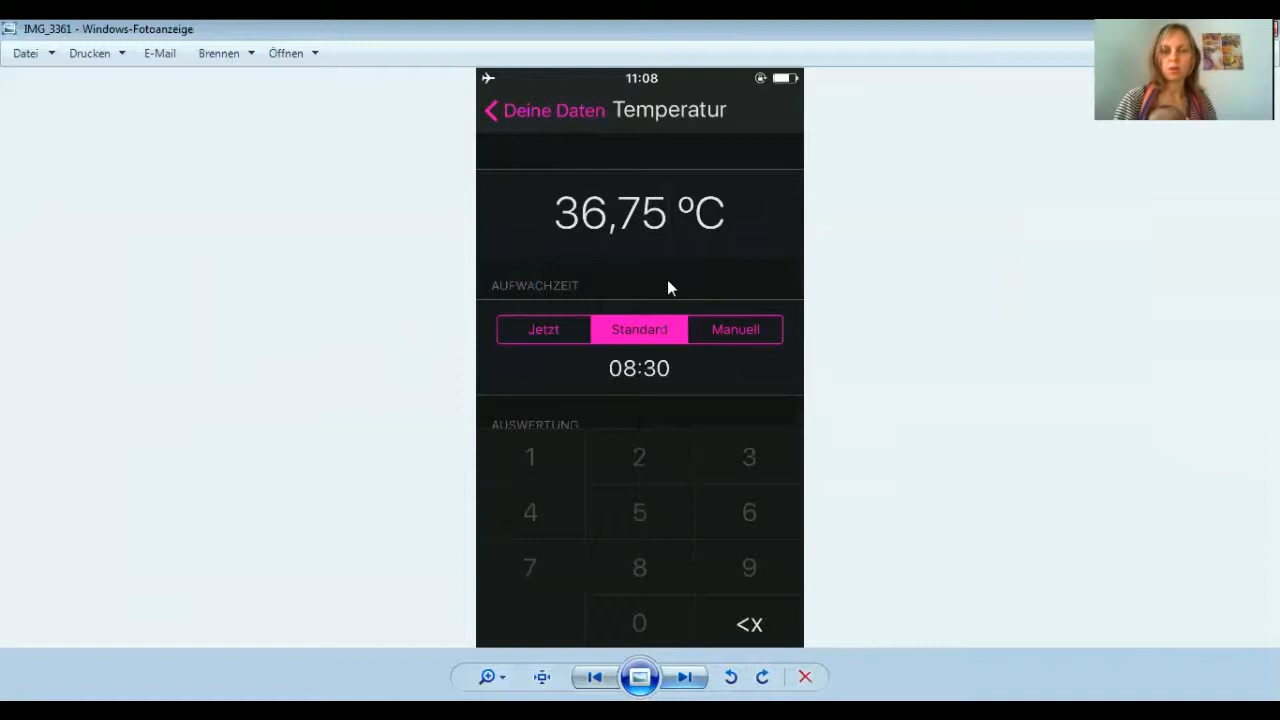 IMG_3361 - Windows-Fotoanzeige
Datei Drucken E-Mail Brennen Öffnen
11:08
Deine Daten Temperatur
36,75 ºC
AUFWACHZEIT
Jetzt Standard Manuell
08:30
AUSWERTUNG
1 2 3
4 5 6
7 8 9
0 <X